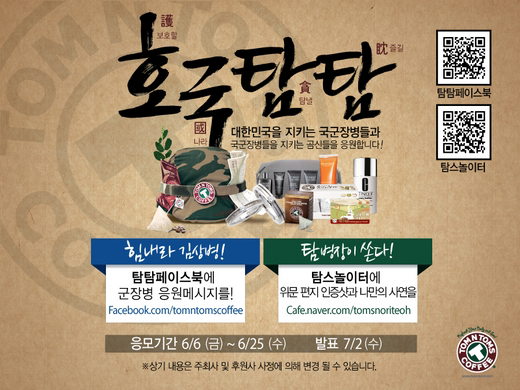 호국탐탐
護
보호할
耽 즐길
貪
탐낼
國
나라
대한민국을 지키는 국군장병들과
국군장병들을 지키는 곰신들을 응원합니다!
탐탐페이스북
탐스놀이터
TOM N TOMS
COFFEE
힘내라 김상병!
탐탐페이스북에
군장병 응원메시지를!
Facebook.com/tomntomscoffee
탐병장이 쏜다!
탐스놀이터에
위문 편지 인증샷과 나만의 사연을
Cafe.naver.com/tomsnoriteoh
응모기간 6/6 (금) ~ 6/25 (수) 발표 7/2 (수)
※상기 내용은 주최사 및 후원사 사정에 의해 변경 될 수 있습니다.
TOM N TOMS
COFFEE